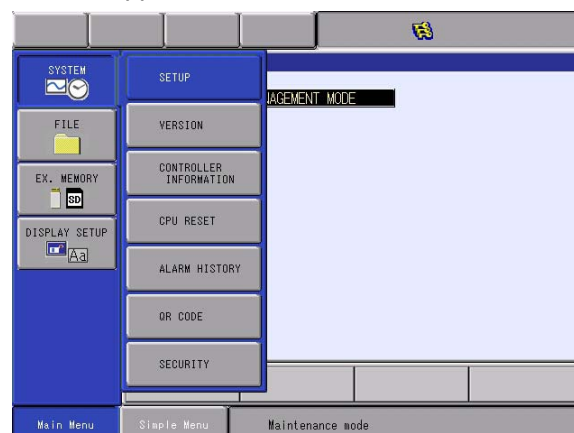 SYSTEM
SETUP
NAGEMENT MODE
FILE
VERSION
EX. MEMORY
SD
CONTROLLER
INFORMATION
DISPLAY SETUP
Aa
CPU RESET
ALARM HISTORY
QR CODE
SECURITY
Main Menu
Simple Menu
Maintenance mode